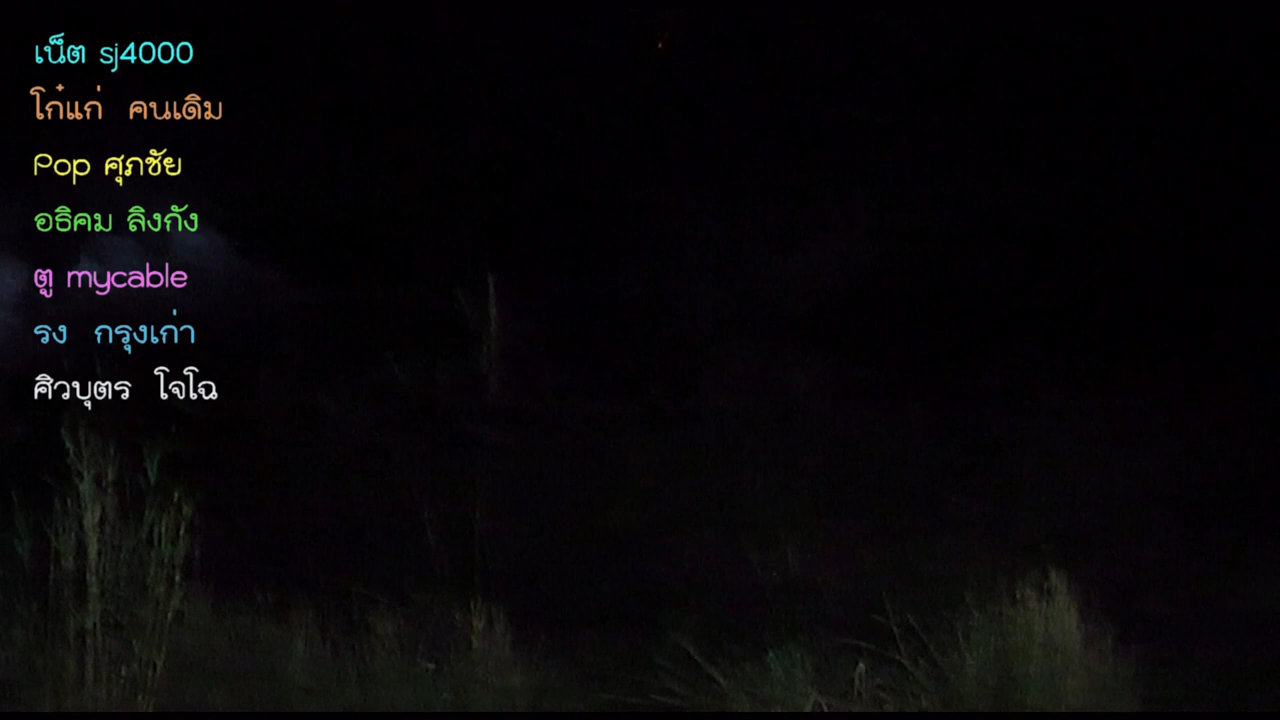 เน็ต sj4000
โก๋แก่ คนเดิม
Pop ศุภชัย
อธิคม ลิงกัง
ตู mycable
รง กรุงเก่า
ศิวบุตร โจโฉ